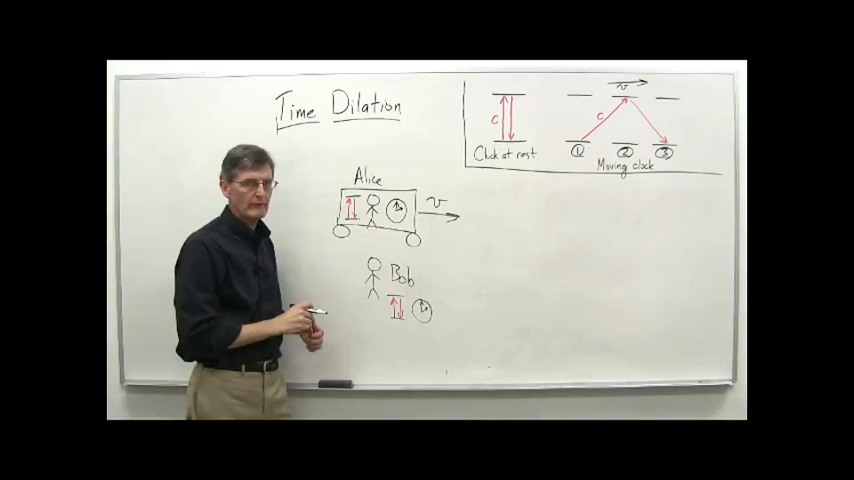 Time Dilation
v
c
c
Clock at rest
1
2
3
Moving clock
Alice
v
Bob